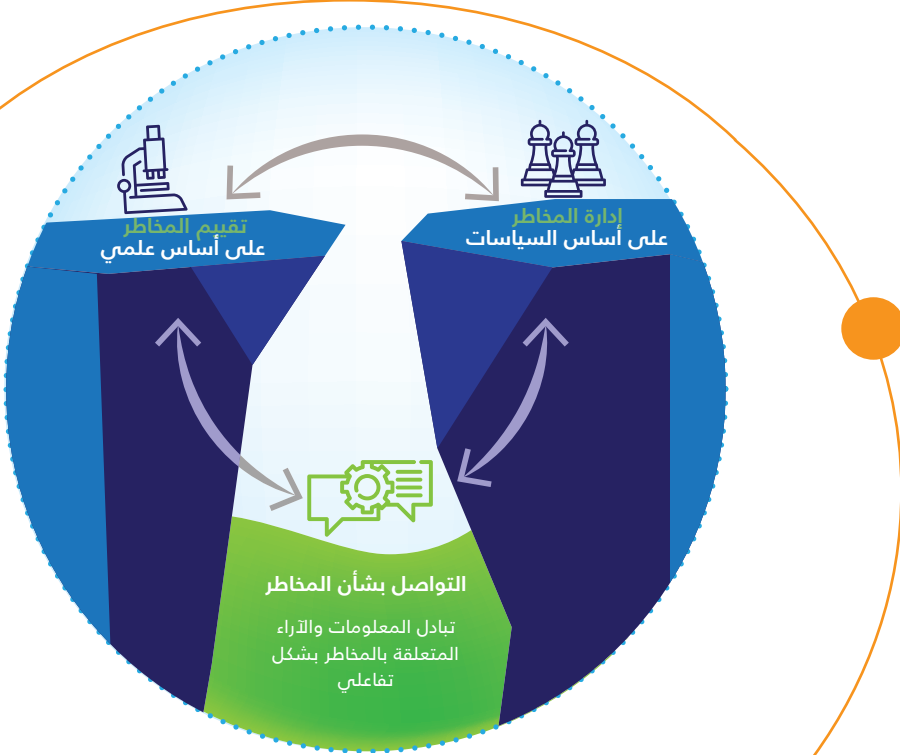 إدارة المخاطر
على أساس السياسات
تقييم المخاطر
على أساس علمي
التواصل بشأن المخاطر
تبادل المعلومات والآراء
المتعلقة بالمخاطر بشكل
تفاعلي